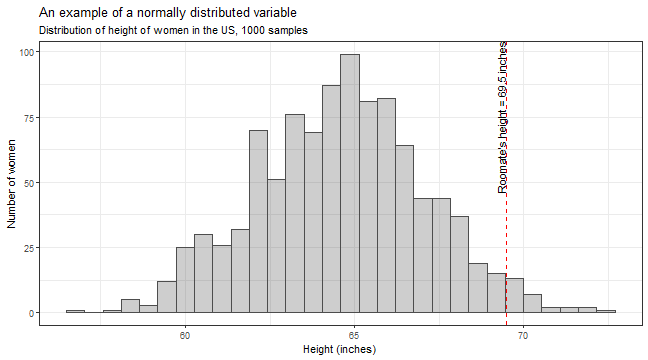 An example of a normally distributed variable
Distribution of height of women in the US, 1000 samples
100
75
50
25
0
Number of women
Roomate's height = 69.5 inches
60
65
70
Height (inches)